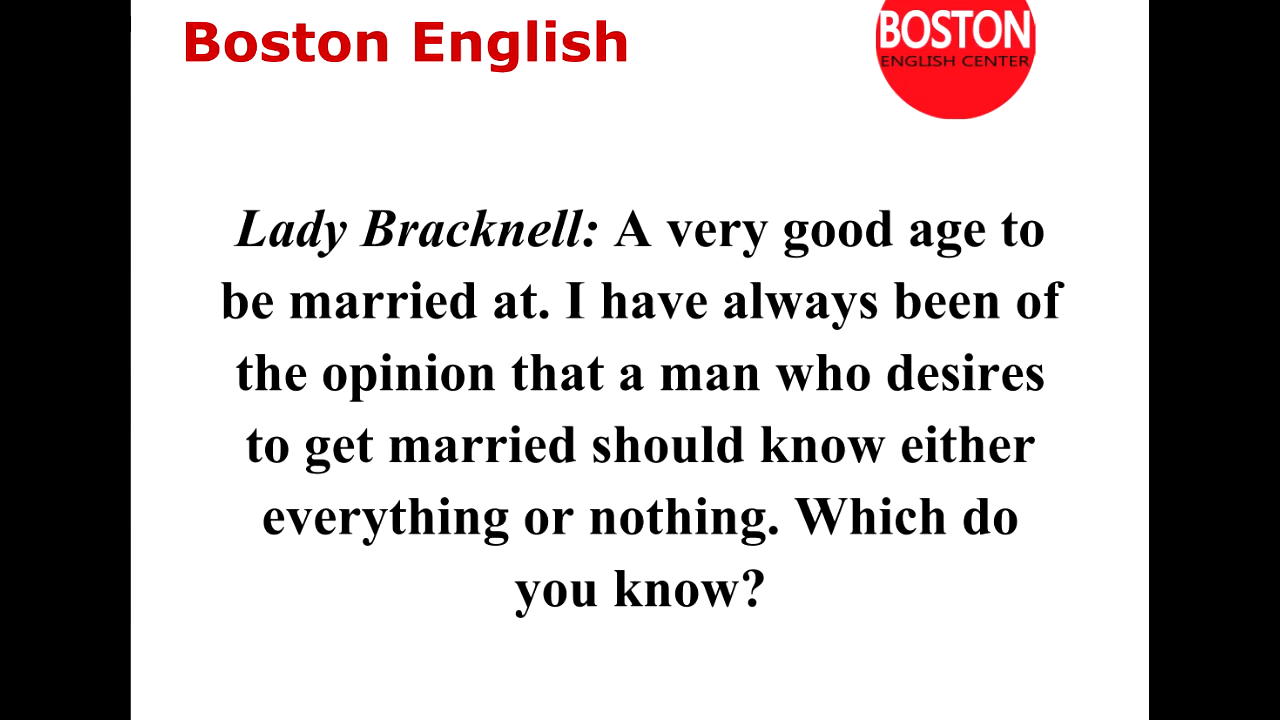 Boston English
BOSTON
ENGLISH CENTER
Lady Bracknell: A very good age to
be married at. I have always been of
the opinion that a man who desires
to get married should know either
everything or nothing. Which do
you know?